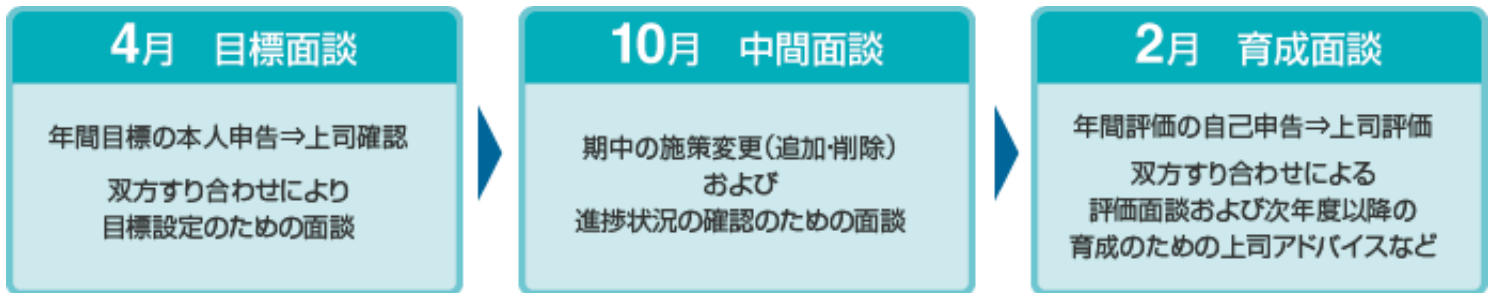 4月 目標面談
年間目標の本人申告⇒上司確認
双方すり合わせにより
目標設定のための面談
10月 中間面談
期中の施策変更(追加・削除)
および
進捗状況の確認のための面談
2月 育成面談
年間評価の自己申告⇒上司評価
双方すり合わせによる
評価面談および次年度以降の
育成のための上司アドバイスなど